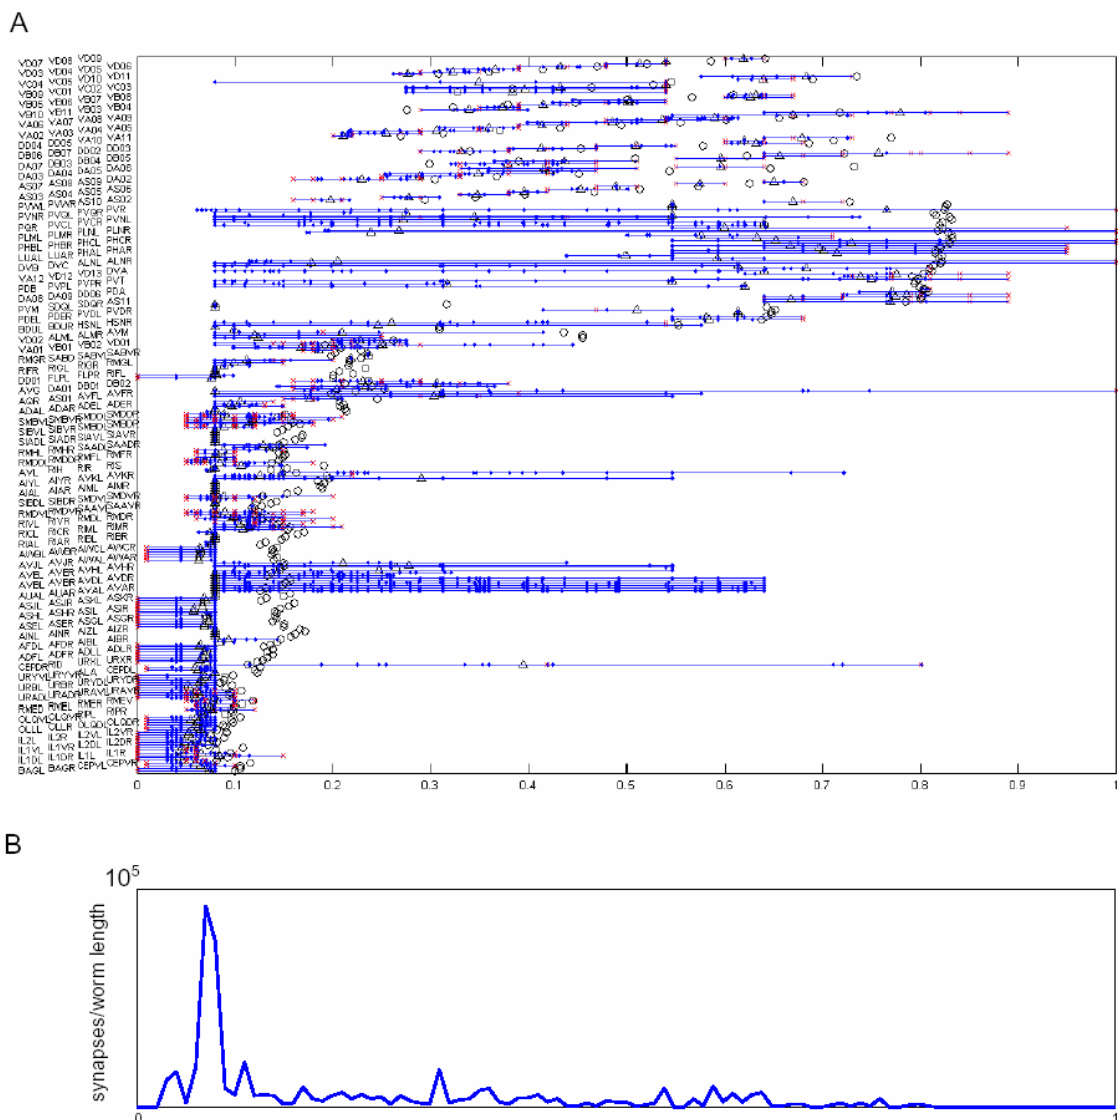 A
VD07 VD08 VD09
VD03 VD04 VD05 VD06
VC04 VC05 VD10 VD11
VB09 VC01 VC02 VC03
VB05 VB06 VB07 VB08
VB10 VB11 VB03 VB04
VA06 VA07 VA08 VA09
VA02 VA03 VA04 VA05
DD04 DD05 VA10 VA11
DB06 DB07 DD02 DD03
DA07 DB03 DB04 DB05
DA03 DA04 DA05 DA06
AS07 AS08 AS09 DA02
AS03 AS04 AS05 AS06
PVWL PVWR AS10 AS02
PVNR PVQL PVQR PVR
PQR PVCL PVCR PVNL
PLML PLMR PLNL PLNR
PHBL PHBR PHCL PHCR
LUAL LUAR PHAL PHAR
DVB DVC ALNL ALNR
VA12 VD12 VD13 DVA
PDB PVPL PVPR PVT
DA08 DA09 DD06 PDA
PVM SDQL SDQR AS11
PDEL PDER PVDL PVDR
BDUL BDUR HSNL HSNR
VD02 ALML ALMR AVM
VA01 VB01 VB02 VD01
RMGR SABD SABVL SABVR
RIFR RIGL RIGR RMGL
DD01 FLPL FLPR RIFL
AVG DA01 DB01 DB02
AQR AS01 AVFL AVFR
ADAL ADAR ADEL ADER
SMBVL SMBVR SMDDL SMDDR
SIBVL SIBVR SMBDL SMBDR
SIADL SIADR SIAVL SIAVR
RMHL RMHR SAADL SAADR
RMDDL RMDDR RMFL RMFR
AVL RIH RIR RIS
AIYL AIYR AVKL AVKR
AIAL AIAR AIML AIMR
SIBDL SIBDR SMDVL SMDVR
RMDVL RMDVR SAAVL SAAVR
RIVL RIVR RMDL RMDR
RICL RICR RIML RIMR
RIAL RIAR RIBL RIBR
AWBL AWBR AWCL AWCR
AVJL AVJR AWAL AWAR
AVEL AVER AVHL AVHR
AVBL AVBR AVDL AVDR
AUAL AUAR AVAL AVAR
ASJL ASJR ASKL ASKR
ASHL ASHR ASIL ASIR
ASEL ASER ASGL ASGR
AINL AINR AIZL AIZR
AFDL AFDR AIBL AIBR
ADFL ADFR ADLL ADLR
CEPDR RID URXL URXR
URYVL URYVR ALA CEPDL
URBL URBR URYDL URYDR
URADL URADR URAVL URAVR
RMED RMEL RMER RMEV
OLQVL OLQVR RIPL RIPR
OLLL OLLR OLQDL OLQDR
IL2L IL2R IL2VL IL2VR
IL1VL IL1VR IL2DL IL2DR
IL1DL IL1DR IL1L IL1R
BAGL BAGR CEPVL CEPVR
0 0.1 0.2 0.3 0.4 0.5 0.6 0.7 0.8 0.9 1
B
10^5
synapses/worm length
0 1